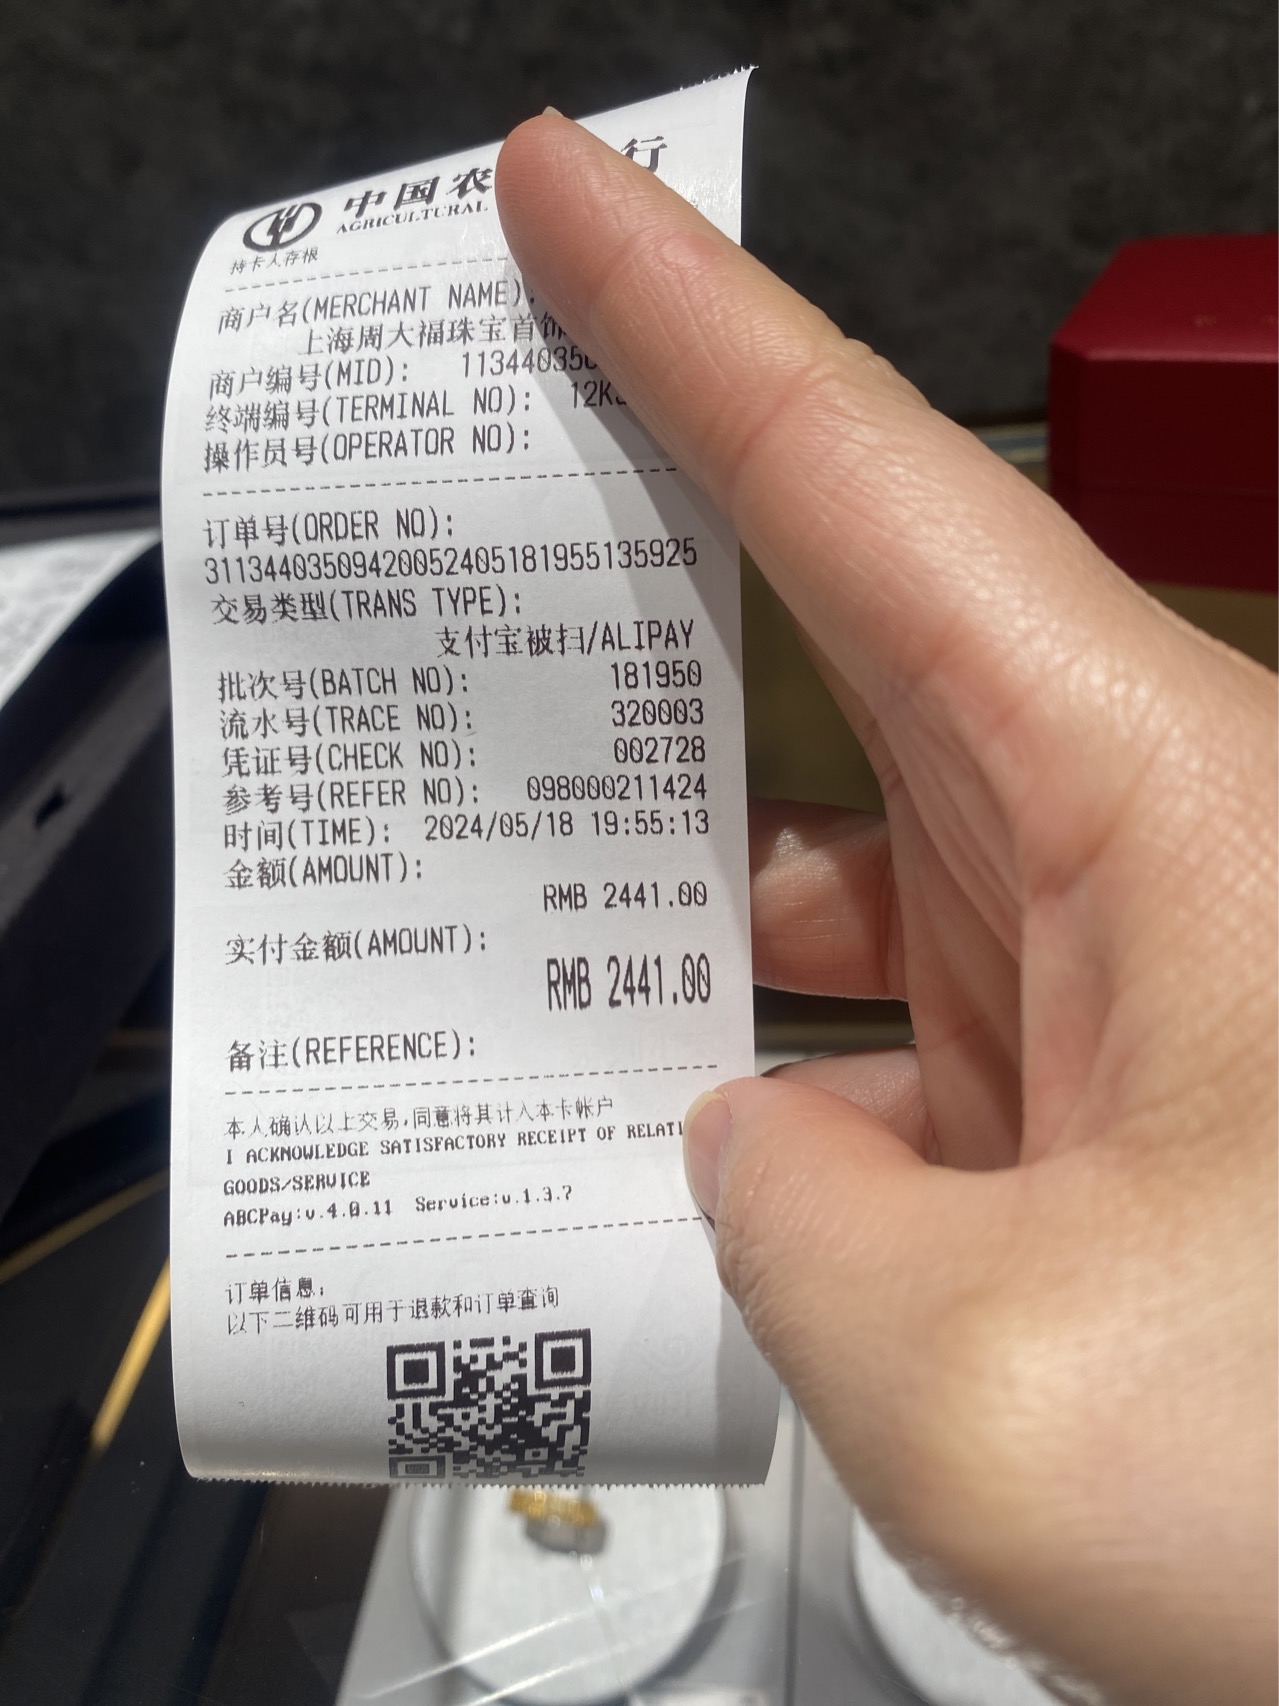 中国农 行
AGRICULTURAL
持卡人存根
商户名(MERCHANT NAME):
上海周大福珠宝首饰
商户编号(MID):
终端编号(TERMINAL NO):
操作员号(OPERATOR NO):
订单号(ORDER NO):
31134403509420052405181955135925
交易类型(TRANS TYPE):
支付宝被扫/ALIPAY
批次号(BATCH NO): 181950
流水号(TRACE NO): 320003
凭证号(CHECK NO): 002728
参考号(REFER NO): 098000211424
时间(TIME): 2024/05/18 19:55:13
金额(AMOUNT):
RMB 2441.00
实付金额(AMOUNT):
RMB 2441.00
备注(REFERENCE):
本人确认以上交易,同意将其计入本卡帐户
I ACKNOWLEDGE SATISFACTORY RECEIPT OF RELATI
GOODS/SERVICE
ABCPay:v.4.0.11 Service:v.1.3.7
订单信息:
以下二维码可用于退款和订单查询